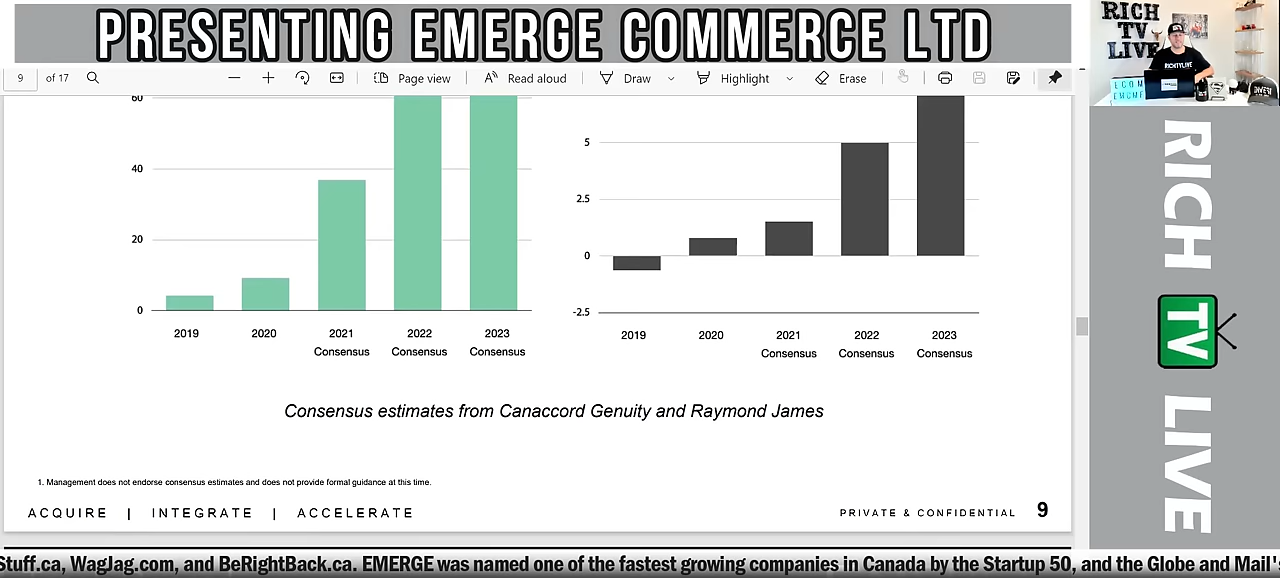 PRESENTING EMERGE COMMERCE LTD
RICH
TV
LIVE
RICHTVLIVE
9 of 17 Page view Read aloud Draw Highlight Erase
60
40
20
0
2019 2020 2021 2022 2023
Consensus Consensus Consensus
5
2.5
0
-2.5
2019 2020 2021 2022 2023
Consensus Consensus Consensus
Consensus estimates from Canaccord Genuity and Raymond James
1. Management does not endorse consensus estimates and does not provide formal guidance at this time.
ACQUIRE | INTEGRATE | ACCELERATE
PRIVATE & CONFIDENTIAL 9
RICH
TV
LIVE
Stuff.ca, WagJag.com, and BeRightBack.ca. EMERGE was named one of the fastest growing companies in Canada by the Startup 50, and the Globe and Mail's